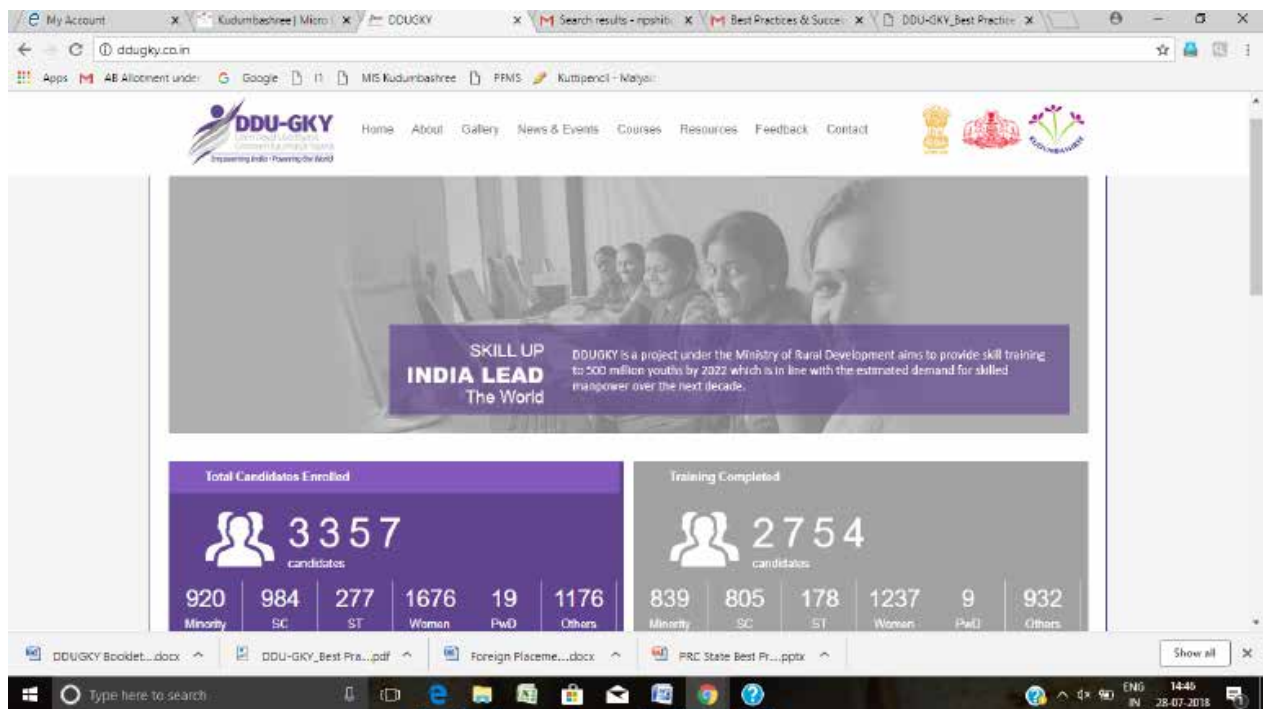 My Account
Kudumbashree | Micro
DDUGKY
Search results - npshib
Best Practices & Succe
DDU-GKY_Best Practice
ddugky.co.in
Apps
AB Allotment under
Google
MIS Kudumbashree
PFMS
DDU-GKY
Empowering India - Powering the World
Home About Gallery News & Events Courses Resources Feedback Contact
KUDUMBASHREE
SKILL UP
INDIA LEAD
The World
DDUGKY is a project under the Ministry of Rural Development aims to provide skill training
to 500 million youths by 2022 which is in line with the estimated demand for skilled
manpower over the next decade.
Total Candidates Enrolled
3357
candidates
920 984 277 1676 19 1176
Minority SC ST Women PwD Others
Training Completed
2754
candidates
839 805 178 1237 9 932
Minority SC ST Women PwD Others
DDUGKY Booklet....docx
DDU-GKY_Best Pra....pdf
Foreign Placeme....docx
PRC State Best Pr....pptx
Show all
Type here to search
ENG
IN
14:45
28-07-2018